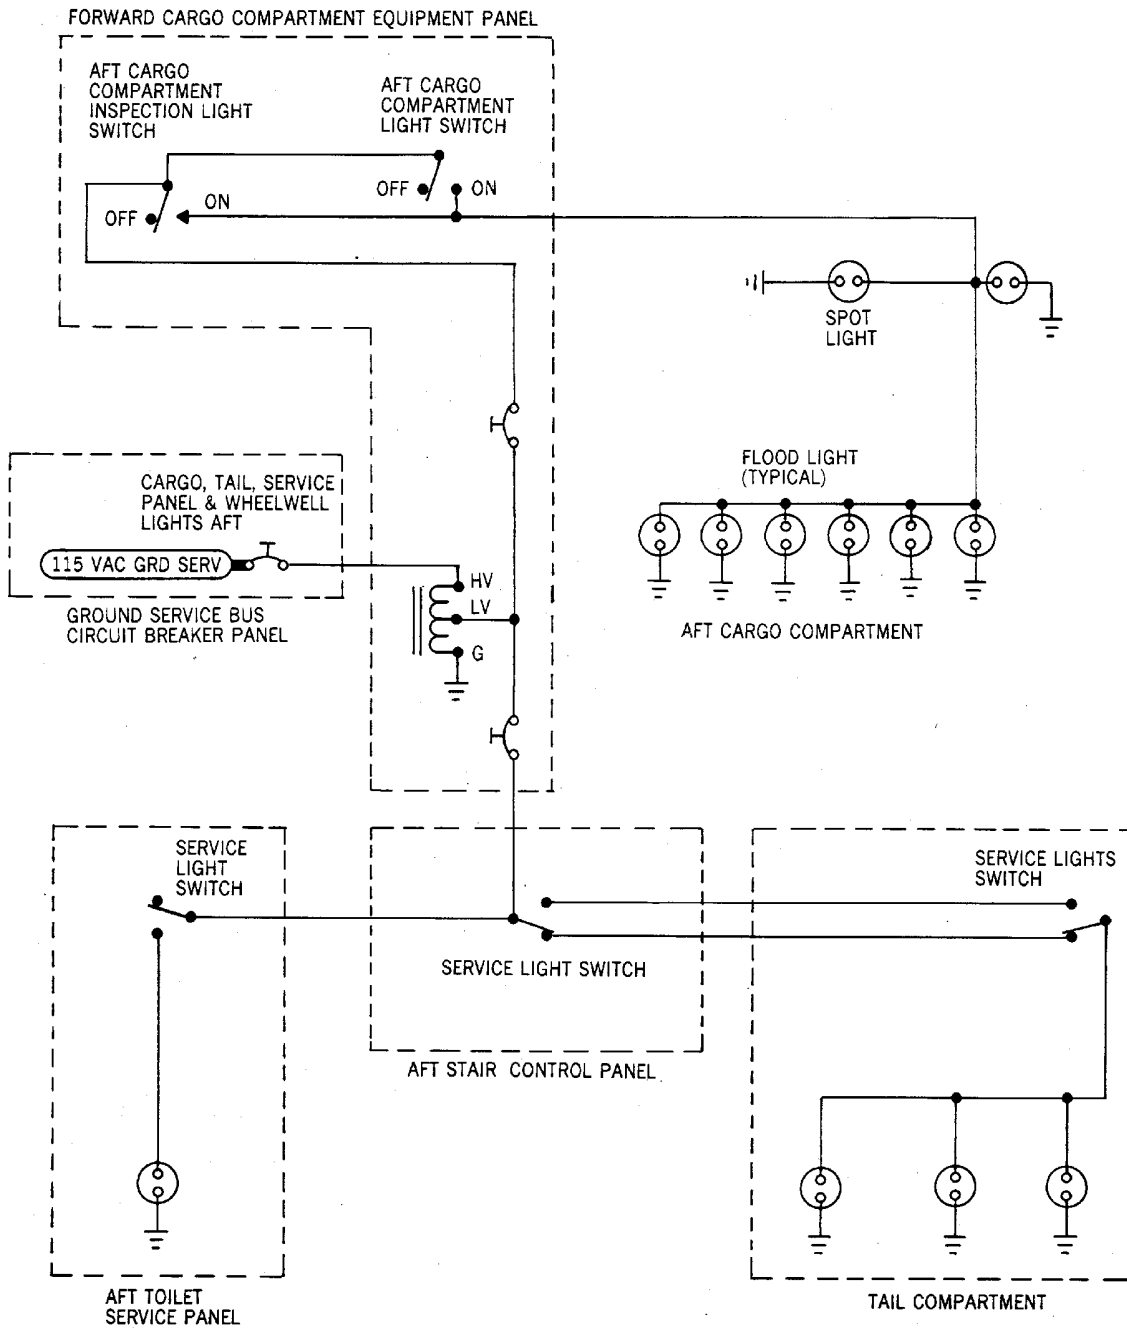 FORWARD CARGO COMPARTMENT EQUIPMENT PANEL
AFT CARGO
COMPARTMENT
INSPECTION LIGHT
SWITCH
AFT CARGO
COMPARTMENT
LIGHT SWITCH
OFF
ON
OFF
ON
SPOT
LIGHT
FLOOD LIGHT
(TYPICAL)
AFT CARGO COMPARTMENT
CARGO, TAIL, SERVICE
PANEL & WHEELWELL
LIGHTS AFT
115 VAC GRD SERV
GROUND SERVICE BUS
CIRCUIT BREAKER PANEL
HV
LV
G
SERVICE
LIGHT
SWITCH
AFT TOILET
SERVICE PANEL
SERVICE LIGHT SWITCH
AFT STAIR CONTROL PANEL
SERVICE LIGHTS
SWITCH
TAIL COMPARTMENT